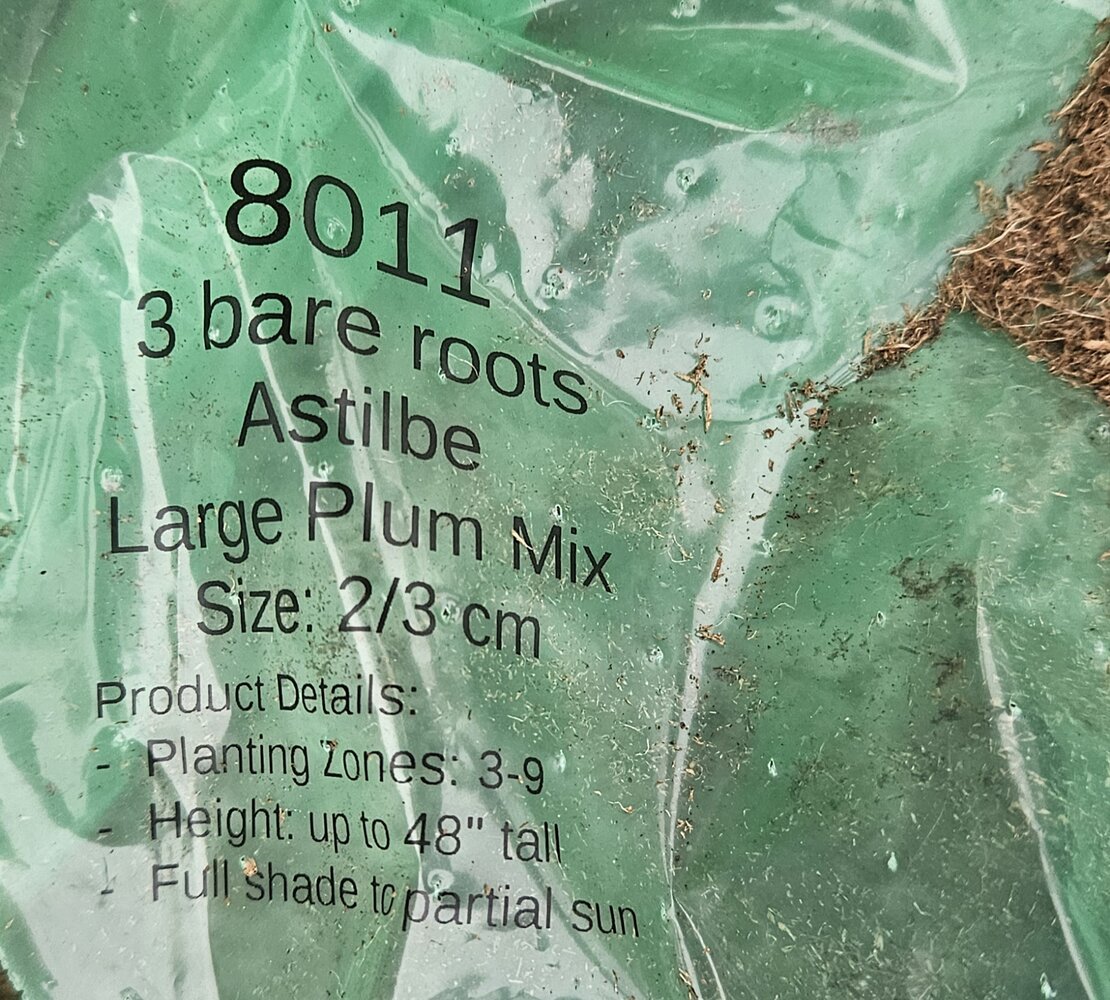 8011
3 bare roots
Astilbe
Large Plum Mix
Size: 2/3 cm
Product Details:
- Planting Zones: 3-9
- Height: up to 48" tall
- Full shade to partial sun